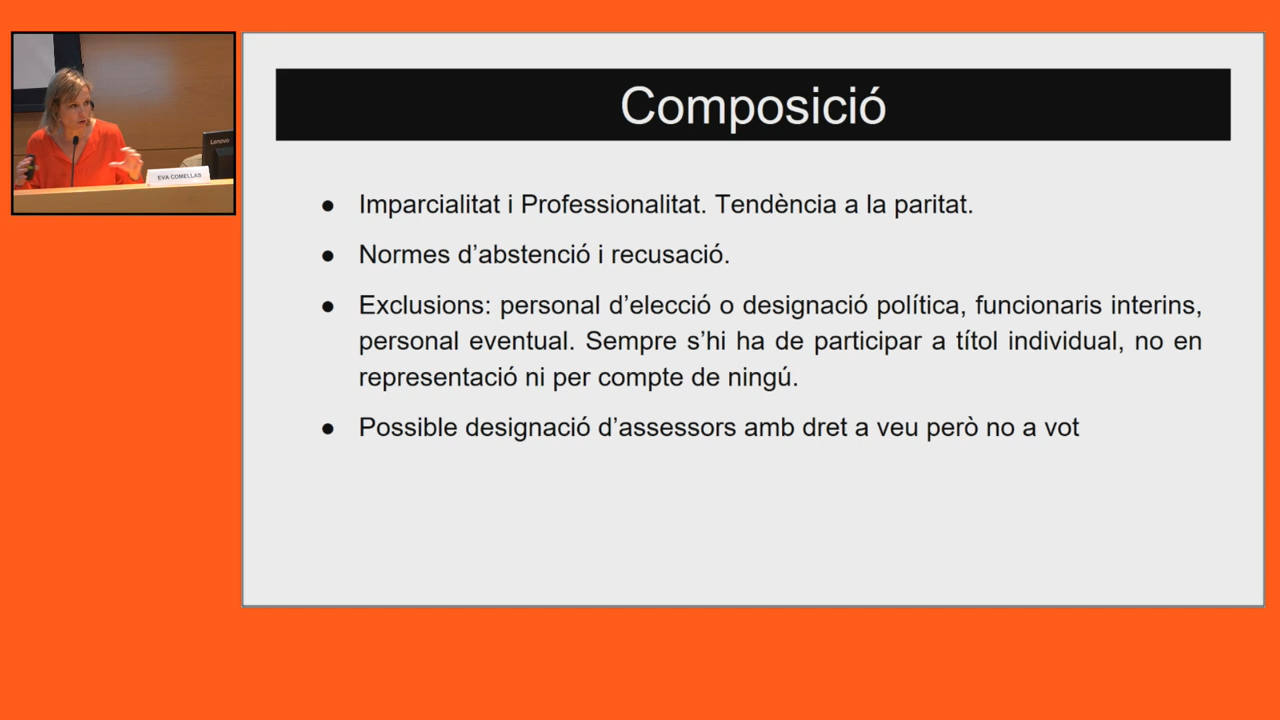 Lenovo
EVA COMELLAS
Composició
● Imparcialitat i Professionalitat. Tendència a la paritat.
● Normes d’abstenció i recusació.
● Exclusions: personal d’elecció o designació política, funcionaris interins,
personal eventual. Sempre s’hi ha de participar a títol individual, no en
representació ni per compte de ningú.
● Possible designació d’assessors amb dret a veu però no a vot